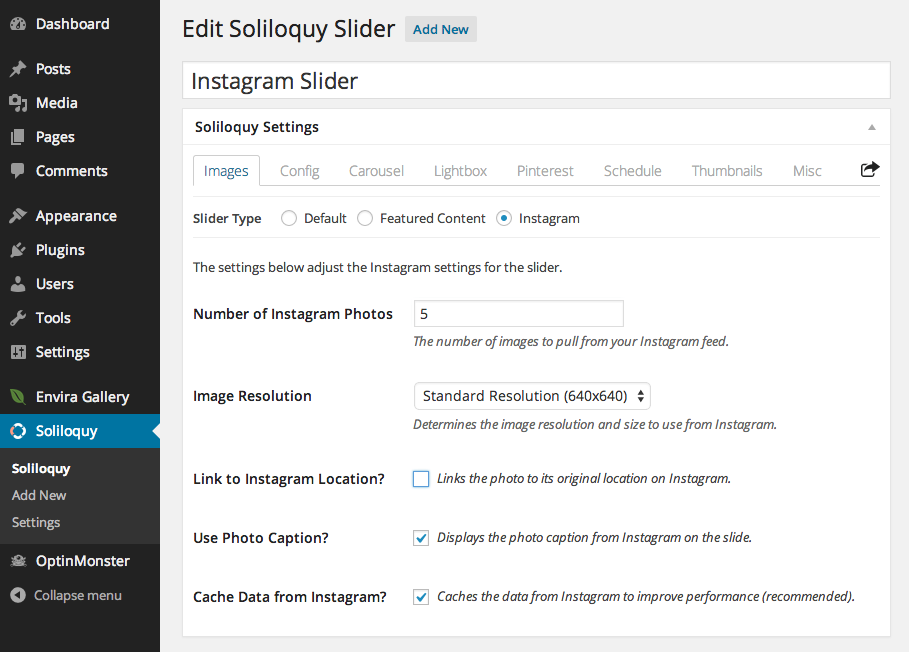 Dashboard
Posts
Media
Pages
Comments
Appearance
Plugins
Users
Tools
Settings
Envira Gallery
Soliloquy
Soliloquy
Add New
Settings
OptinMonster
Collapse menu
Edit Soliloquy Slider Add New
Instagram Slider
Soliloquy Settings
Images Config Carousel Lightbox Pinterest Schedule Thumbnails Misc
Slider Type Default Featured Content Instagram
The settings below adjust the Instagram settings for the slider.
Number of Instagram Photos 5
The number of images to pull from your Instagram feed.
Image Resolution Standard Resolution (640x640)
Determines the image resolution and size to use from Instagram.
Link to Instagram Location? Links the photo to its original location on Instagram.
Use Photo Caption? Displays the photo caption from Instagram on the slide.
Cache Data from Instagram? Caches the data from Instagram to improve performance (recommended).